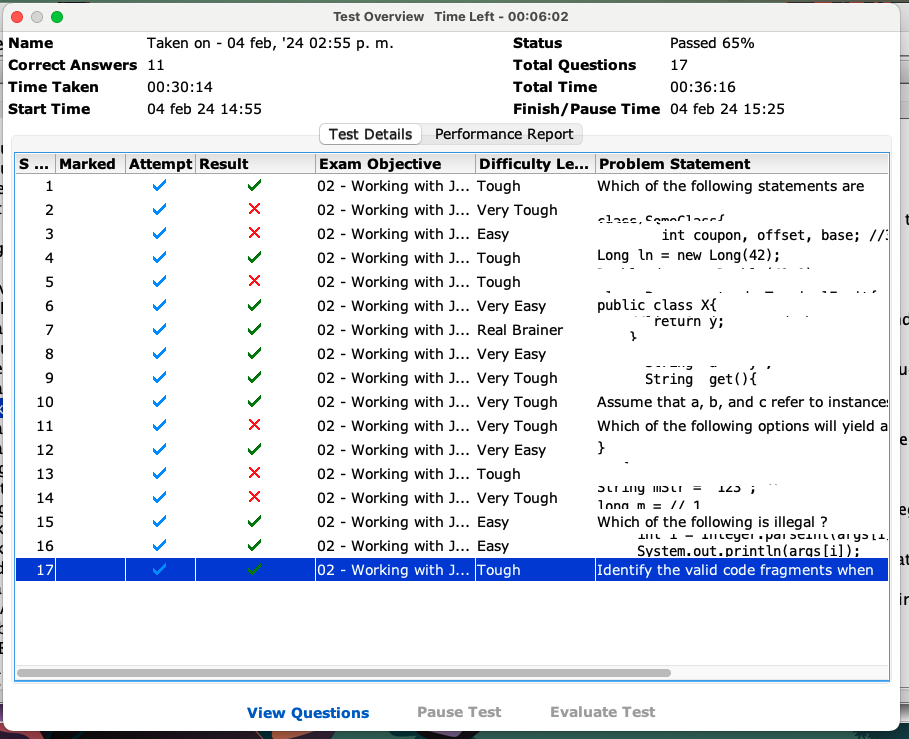 Test Overview   Time Left - 00:06:02
Name Taken on - 04 feb, '24 02:55 p. m. Status Passed 65%
Correct Answers 11 Total Questions 17
Time Taken 00:30:14 Total Time 00:36:16
Start Time 04 feb 24 14:55 Finish/Pause Time 04 feb 24 15:25
Test Details Performance Report
S ... Marked Attempt Result Exam Objective Difficulty Le... Problem Statement
1 02 - Working with J... Tough Which of the following statements are
2 02 - Working with J... Very Tough class SomeClass{
3 02 - Working with J... Easy int coupon, offset, base; //3
4 02 - Working with J... Tough Long ln = new Long(42);
5 02 - Working with J... Tough
6 02 - Working with J... Very Easy public class X{
7 02 - Working with J... Real Brainer return y;
}
8 02 - Working with J... Very Easy
9 02 - Working with J... Very Tough String get(){
10 02 - Working with J... Very Tough Assume that a, b, and c refer to instances
11 02 - Working with J... Very Tough Which of the following options will yield a
12 02 - Working with J... Very Easy }
13 02 - Working with J... Tough
14 02 - Working with J... Very Tough String mStr = "123";
long m = // 1
15 02 - Working with J... Easy Which of the following is illegal ?
16 02 - Working with J... Easy int i = Integer.parseInt(args[i]
System.out.println(args[i]);
17 02 - Working with J... Tough Identify the valid code fragments when
View Questions Pause Test Evaluate Test